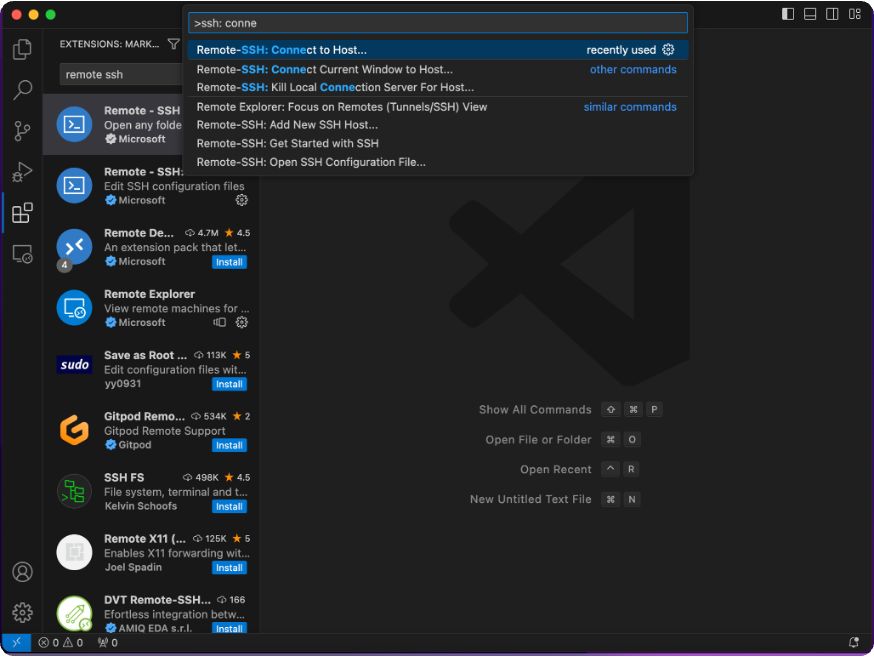 >ssh: conne
Remote-SSH: Connect to Host...
recently used
Remote-SSH: Connect Current Window to Host...
other commands
Remote-SSH: Kill Local Connection Server For Host...
Remote Explorer: Focus on Remotes (Tunnels/SSH) View
similar commands
Remote-SSH: Add New SSH Host...
Remote-SSH: Get Started with SSH
Remote-SSH: Open SSH Configuration File...
EXTENSIONS: MARK...
remote ssh
Remote - SSH
Open any folde
Microsoft
Remote - SSH:
Edit SSH configuration files
Microsoft
Remote De... 4.7M 4.5
An extension pack that let...
4
Microsoft Install
Remote Explorer
View remote machines for ...
Microsoft
sudo
Save as Root ... 113K 5
Edit configuration files wit...
yy0931 Install
Gitpod Remo... 534K 2
Gitpod Remote Support
Gitpod Install
SSH FS 498K 4.5
File system, terminal and t...
Kelvin Schoofs Install
Remote X11 (... 125K 5
Enables X11 forwarding wit...
Joel Spadin Install
DVT Remote-SSH... 166
Effortless integration betw...
AMIQ EDA s.r.l. Install
Show All Commands ⇧ ⌘ P
Open File or Folder ⌘ O
Open Recent ^ R
New Untitled Text File ⌘ N
0 0 0